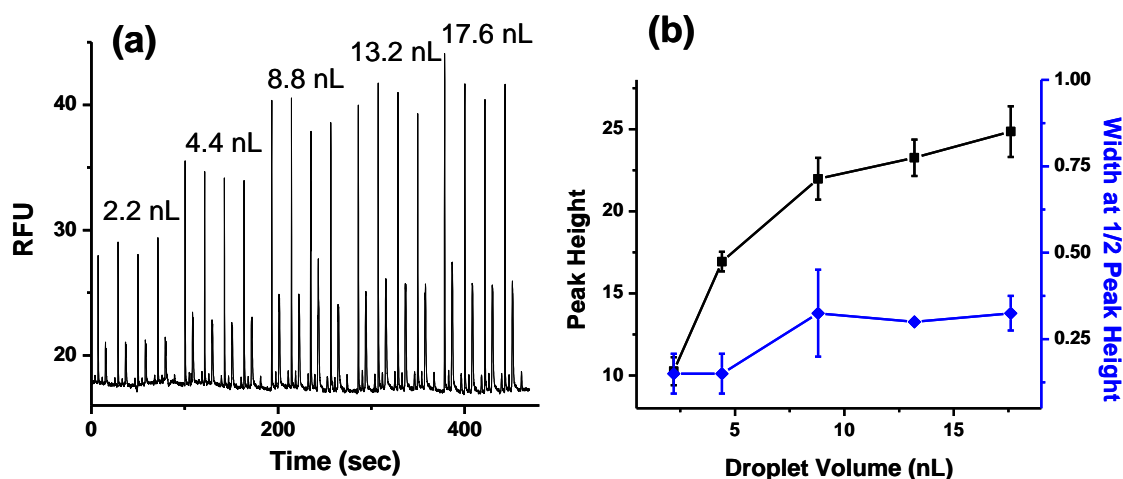 (a)
17.6 nL
13.2 nL
8.8 nL
4.4 nL
2.2 nL
40
30
20
RFU
0
200
400
Time (sec)
(b)
25
20
15
10
Peak Height
1.00
0.75
0.50
0.25
Width at 1/2 Peak Height
5
10
15
Droplet Volume (nL)